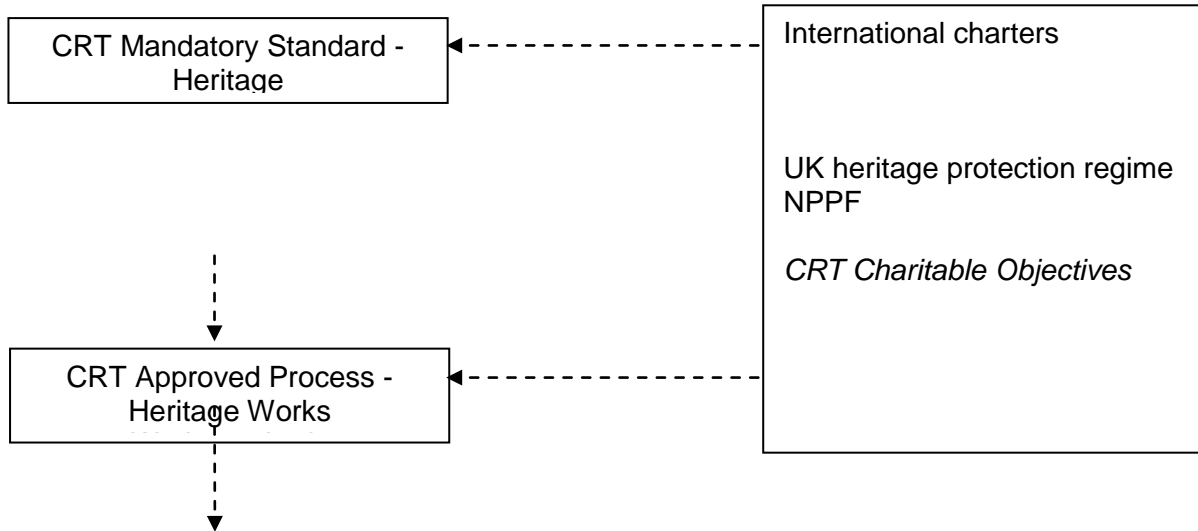 CRT Mandatory Standard -
Heritage
International charters
UK heritage protection regime
NPPF
CRT Charitable Objectives
CRT Approved Process -
Heritage Works